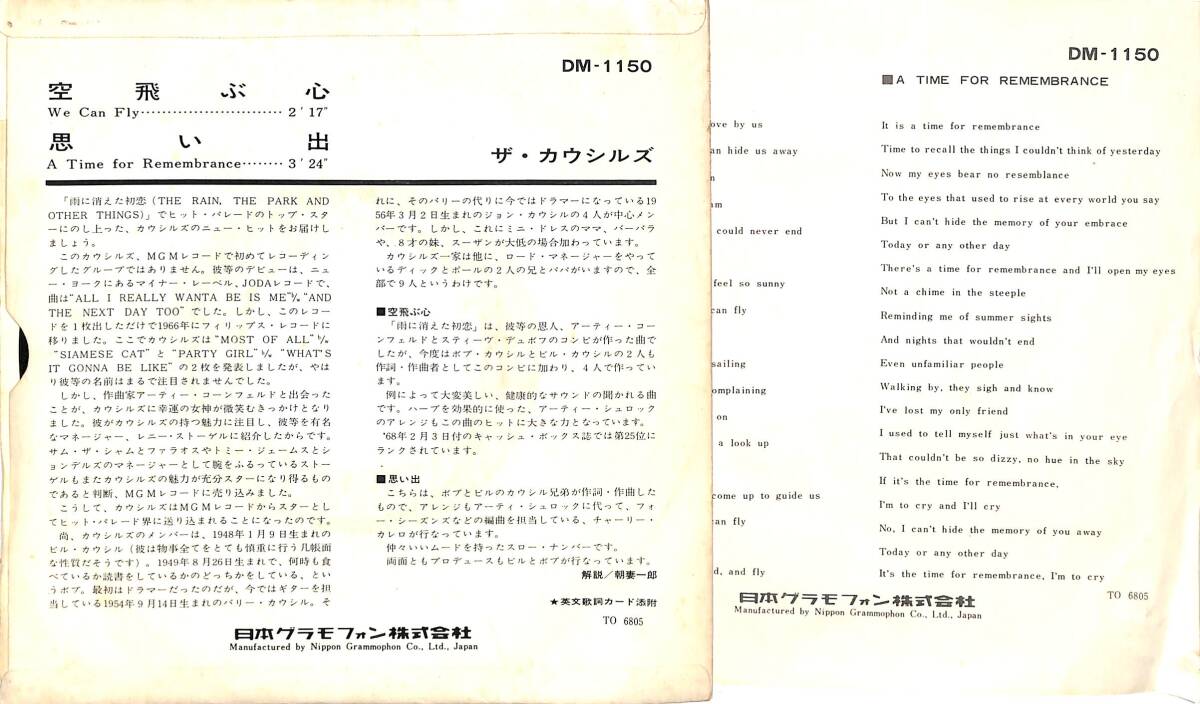 DM-1150
空飛ぶ心
We Can Fly………………………2′17″
思い出
A Time for Remembrance………3′24″
ザ・カウシルズ
「雨に消えた初恋（THE RAIN, THE PARK AND
OTHER THINGS)」でヒット・パレードのトップ・スタ
ーにのし上った、カウシルズのニュー・ヒットをお届けし
ましょう。
このカウシルズ、MGMレコードで初めてレコーディン
グしたグループではありません。彼等のデビューは、ニュ
ー・ヨークにあるマイナー・レーベル、JODAレコードで、
曲は“ALL I REALLY WANTA BE IS ME”b/w “AND
THE NEXT DAY TOO” でした。しかし、このレコー
ドを1枚出しただけで1966年にフィリップス・レコードに
移りました。ここでカウシルズは“MOST OF ALL” b/w
“SIAMESE CAT” と “PARTY GIRL” b/w “WHAT'S
IT GONNA BE LIKE” の2枚を発表しましたが、やは
り彼等の名前はまるで注目されませんでした。
しかし、作曲家アーティー・コーンフェルドと出会った
ことが、カウシルズに幸運の女神が微笑むきっかけとなり
ました。彼がカウシルズの持つ魅力に注目し、彼等を有名
なマネージャー、レニー・ストーゲルに紹介したからです。
サム・ザ・シャムとファラオスやトミー・ジェームスとシ
ョンデルズのマネージャーとして腕をふるっているストー
ゲルもまたカウシルズの魅力が充分スターになり得るもの
であると判断、MGMレコードに売り込みました。
こうして、カウシルズはMGMレコードからスターとし
てヒット・パレード界に送り込まれることになったのです。
尚、カウシルズのメンバーは、1948年1月9日生まれの
ビル・カウシル（彼は物事全てをとても慎重に行う几帳面
な性質だそうです）。1949年8月26日生まれで、何時も食
べているか読書をしているかのどっちかをしている、とい
うボブ。最初はドラマーだったのだが、今ではギターを担
当している1954年9月14日生まれのバリー・カウシル。そ
れに、そのバリーの代りに今ではドラマーになっている19
56年3月2日生まれのジョン・カウシルの4人が中心メン
バーです。しかし、これにミニ・ドレスのママ、バーバラ
や、8才の妹、スーザンが大低の場合加わっています。
カウシルズ一家は他に、ロード・マネージャーをやって
いるディックとポールの2人の兄とパパがいますので、全
部で9人というわけです。
■空飛ぶ心
「雨に消えた初恋」は、彼等の恩人、アーティー・コー
ンフェルドとスティーヴ・デュボフのコンビが作った曲で
したが、今度はボブ・カウシルとビル・カウシルの2人も
作詞・作曲者としてこのコンビに加わり、4人で作ってい
ます。
例によって大変美しい、健康的なサウンドの聞かれる曲
です。ハープを効果的に使った、アーティー・シュロック
のアレンジもこの曲のヒットに大きな力となっています。
'68年2月3日付のキャッシュ・ボックス誌では第25位に
ランクされています。
■思い出
こちらは、ボブとビルのカウシル兄弟が作詞・作曲した
もので、アレンジもアーティ・シュロックに代って、フォ
ー・シーズンズなどの編曲を担当している、チャーリー・
カレロが行なっています。
仲々いいムードを持ったスロー・ナンバーです。
両面ともプロデュースもビルとボブが行なっています。
解説／朝妻一郎
★英文歌詞カード添附
TO 6805
日本グラモフォン株式会社
Manufactured by Nippon Grammophon Co., Ltd., Japan
DM-1150
■A TIME FOR REMEMBRANCE
ove by us
an hide us away
n
am
could never end
feel so sunny
can fly
sailing
omplaining
on
a look up
come up to guide us
can fly
d, and fly
It is a time for remembrance
Time to recall the things I couldn't think of yesterday
Now my eyes bear no resemblance
To the eyes that used to rise at every world you say
But I can't hide the memory of your embrace
Today or any other day
There's a time for remembrance and I'll open my eyes
Not a chime in the steeple
Reminding me of summer sights
And nights that wouldn't end
Even unfamiliar people
Walking by, they sigh and know
I've lost my only friend
I used to tell myself just what's in your eye
That couldn't be so dizzy, no hue in the sky
If it's the time for remembrance,
I'm to cry and I'll cry
No, I can't hide the memory of you away
Today or any other day
It's the time for remembrance, I'm to cry
日本グラモフォン株式会社
Manufactured by Nippon Grammophon Co., Ltd., Japan
TO 6805